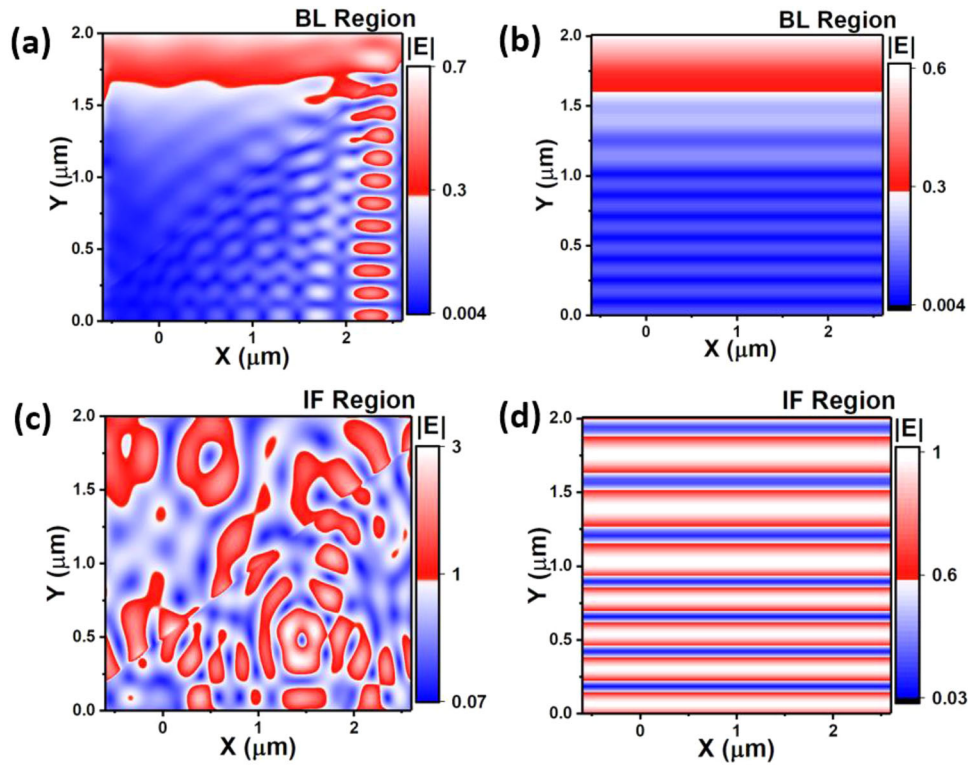 (a)
BL Region
|E|
0.7
0.3
0.004
2.0
1.5
1.0
0.5
0.0
Y (μm)
0
1
2
X (μm)
(b)
BL Region
|E|
0.6
0.3
0.004
2.0
1.5
1.0
0.5
0.0
Y (μm)
0
1
2
X (μm)
(c)
IF Region
|E|
3
1
0.07
2.0
1.5
1.0
0.5
0.0
Y (μm)
0
1
2
X (μm)
(d)
IF Region
|E|
1
0.6
0.03
2.0
1.5
1.0
0.5
0.0
Y (μm)
0
1
2
X (μm)